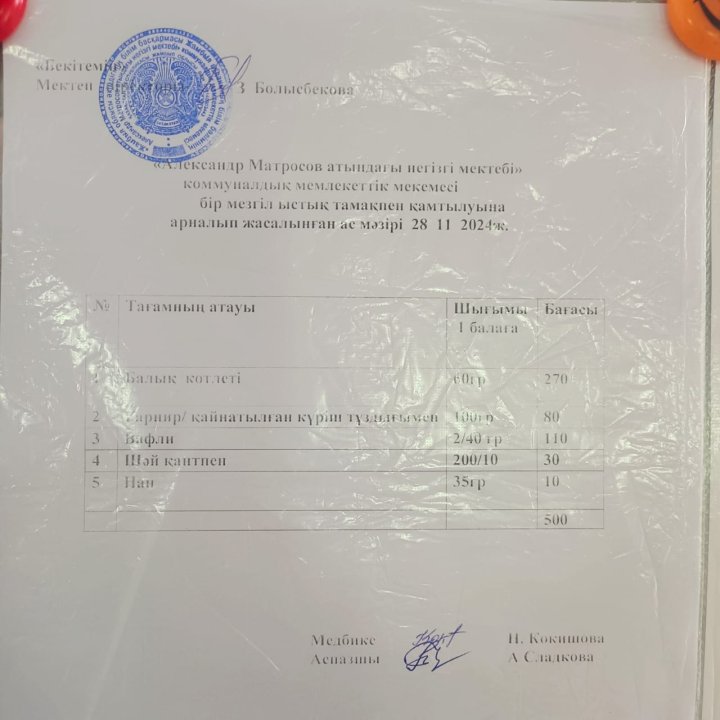 «Бекітемін»
Мектеп директоры З Болысбекова
«Александр Матросов атындағы негізгі мектебі»
коммуналдық мемлекеттік мекемесі
бір мезгіл ыстық тамақпен қамтылуына
арналып жасалынған ас мәзірі 28 11 2024ж.
№ Тағамның атауы Шығымы 1 балаға Бағасы
1 Балық котлеті 60гр 270
2 Гарнир/ қайнатылған күріш тұздығымен 100гр 80
3 Вафли 2/40 гр 110
4 Шәй қантпен 200/10 30
5 Нан 35гр 10
500
Медбике Н. Кокишова
Аспазшы А Сладкова